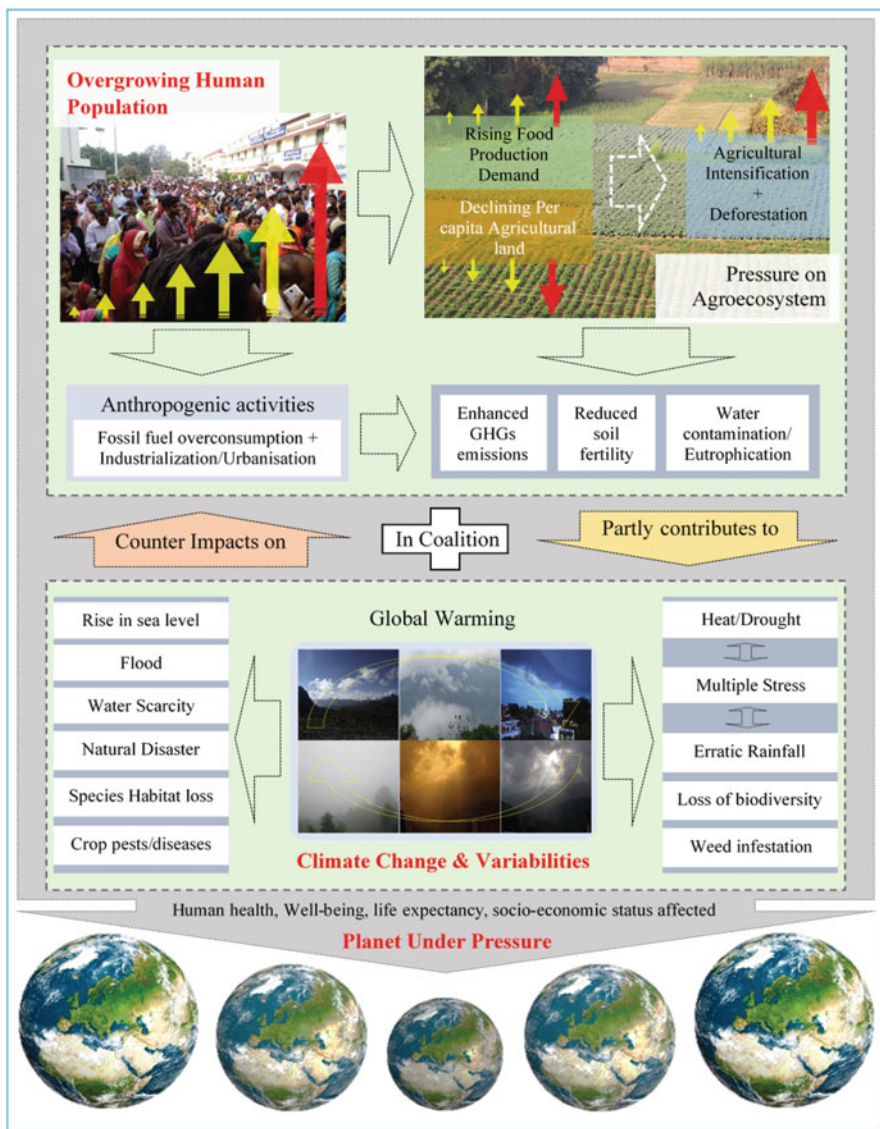 Overgrowing Human
Population
Rising Food
Production
Demand
Declining Per
capita Agricultural
land
Agricultural
Intensification
+
Deforestation
Pressure on
Agroecosystem
Anthropogenic activities
Fossil fuel overconsumption +
Industrialization/Urbanisation
Enhanced
GHGs
emissions
Reduced
soil
fertility
Water
contamination/
Eutrophication
Counter Impacts on
In Coalition
Partly contributes to
Rise in sea level
Flood
Water Scarcity
Natural Disaster
Species Habitat loss
Crop pests/diseases
Global Warming
Climate Change & Variabilities
Heat/Drought
Multiple Stress
Erratic Rainfall
Loss of biodiversity
Weed infestation
Human health, Well-being, life expectancy, socio-economic status affected
Planet Under Pressure